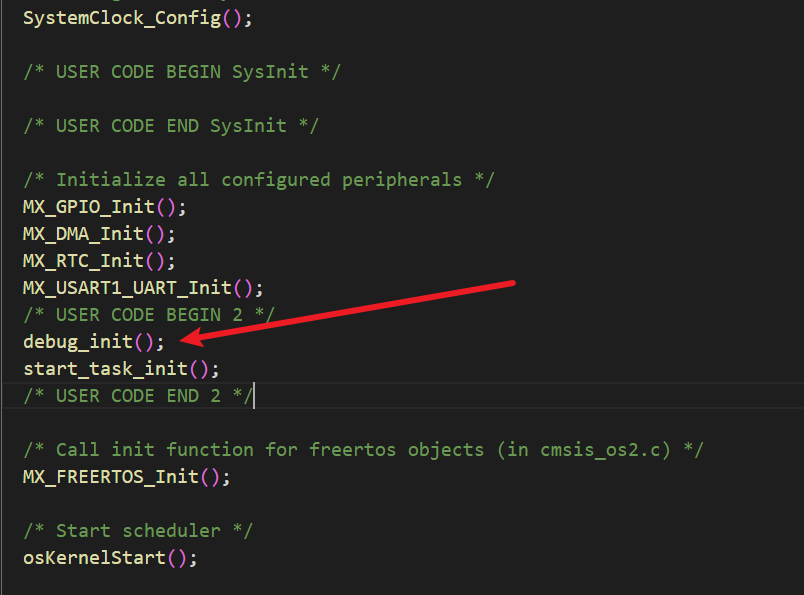 SystemClock_Config();
/* USER CODE BEGIN SysInit */
/* USER CODE END SysInit */
/* Initialize all configured peripherals */
MX_GPIO_Init();
MX_DMA_Init();
MX_RTC_Init();
MX_USART1_UART_Init();
/* USER CODE BEGIN 2 */
debug_init();
start_task_init();
/* USER CODE END 2 */
/* Call init function for freertos objects (in cmsis_os2.c) */
MX_FREERTOS_Init();
/* Start scheduler */
osKernelStart();